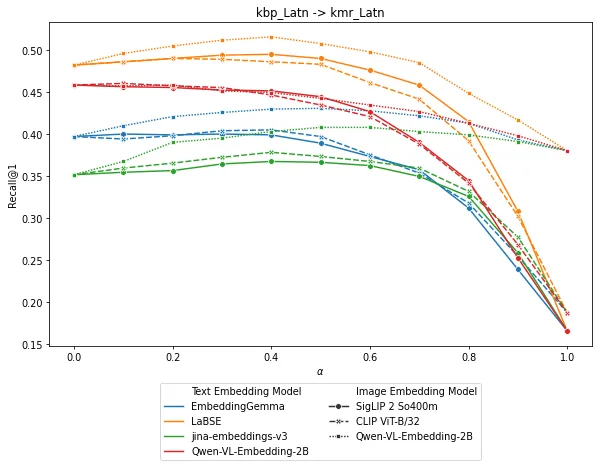 kbp_Latn -> kmr_Latn
Recall@1
0.50
0.45
0.40
0.35
0.30
0.25
0.20
0.15
0.0 0.2 0.4 0.6 0.8 1.0
α
Text Embedding Model
EmbeddingGemma
LaBSE
jina-embeddings-v3
Qwen-VL-Embedding-2B
Image Embedding Model
SigLIP 2 So400m
CLIP ViT-B/32
Qwen-VL-Embedding-2B